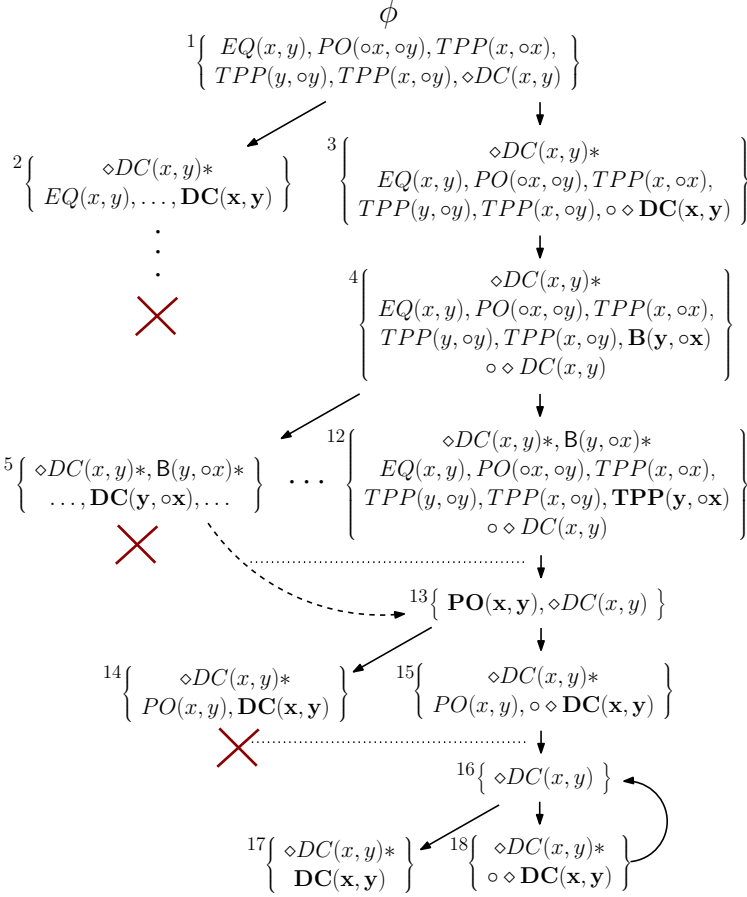 ϕ
1 { EQ(x, y), PO(∘x, ∘y), TPP(x, ∘x),
TPP(y, ∘y), TPP(x, ∘y), ⋄DC(x, y) }
2 { ⋄DC(x, y)∗
EQ(x, y), . . . , DC(x, y) }
3 { ⋄DC(x, y)∗
EQ(x, y), PO(∘x, ∘y), TPP(x, ∘x),
TPP(y, ∘y), TPP(x, ∘y), ∘ ⋄ DC(x, y) }
4 { ⋄DC(x, y)∗
EQ(x, y), PO(∘x, ∘y), TPP(x, ∘x),
TPP(y, ∘y), TPP(x, ∘y), B(y, ∘x)
∘ ⋄ DC(x, y) }
5 { ⋄DC(x, y)∗, B(y, ∘x)∗
. . . , DC(y, ∘x), . . . }
· · ·
12 { ⋄DC(x, y)∗, B(y, ∘x)∗
EQ(x, y), PO(∘x, ∘y), TPP(x, ∘x),
TPP(y, ∘y), TPP(x, ∘y), TPP(y, ∘x)
∘ ⋄ DC(x, y) }
13 { PO(x, y), ⋄DC(x, y) }
14 { ⋄DC(x, y)∗
PO(x, y), DC(x, y) }
15 { ⋄DC(x, y)∗
PO(x, y), ∘ ⋄ DC(x, y) }
16 { ⋄DC(x, y) }
17 { ⋄DC(x, y)∗
DC(x, y) }
18 { ⋄DC(x, y)∗
∘ ⋄ DC(x, y) }